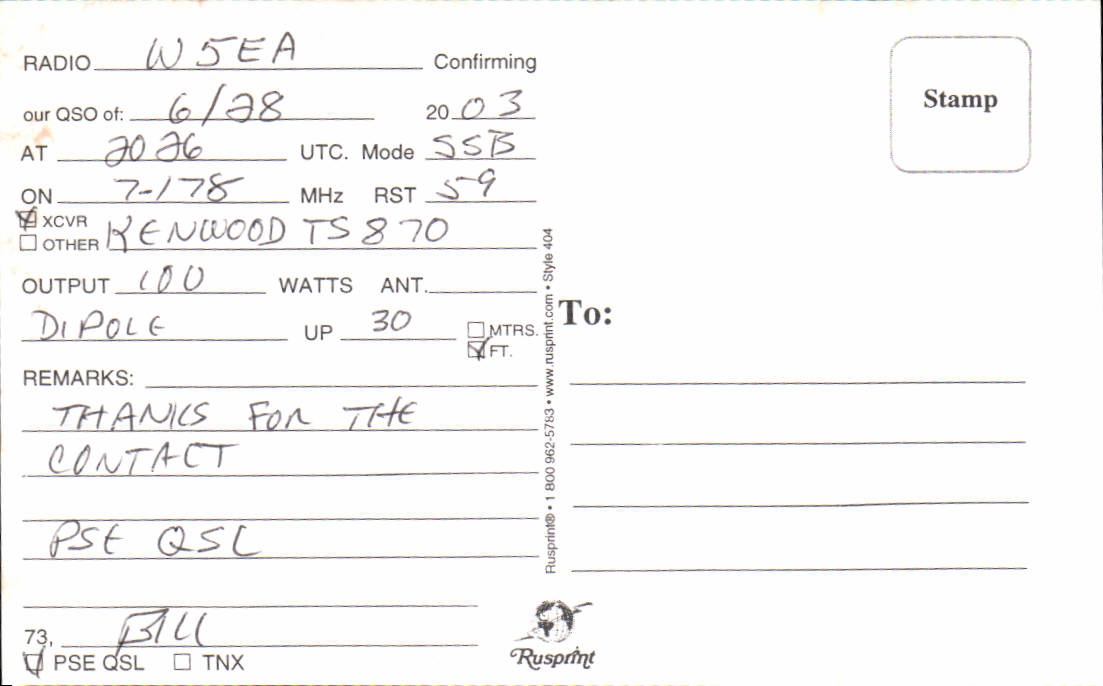 RADIO W5EA Confirming
our QSO of: 6/28 2003
AT 2026 UTC. Mode SSB
ON 7-178 MHz RST 59
XCVR
OTHER KENWOOD TS 870
OUTPUT 100 WATTS ANT.
DIPOLE UP 30 MTRS.
FT.
REMARKS:
THANKS FOR THE
CONTACT
PSE QSL
73, BILL
PSE QSL TNX
Rusprint® • 1 800 962-5783 • www.rusprint.com • Style 404
Stamp
To:
Rusprint